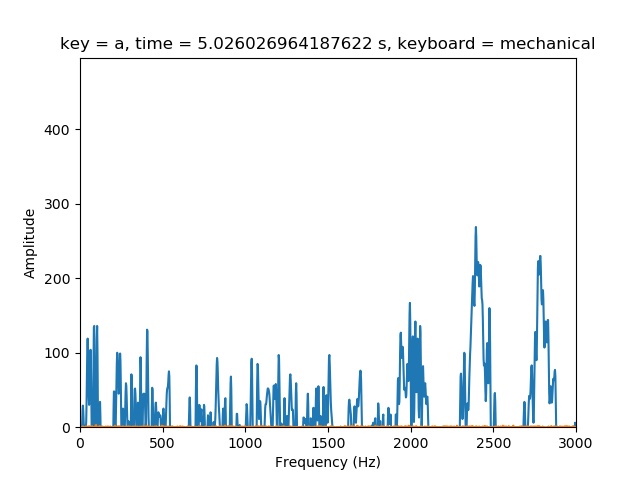 key = a, time = 5.026026964187622 s, keyboard = mechanical
400
300
200
100
0
Amplitude
0 500 1000 1500 2000 2500 3000
Frequency (Hz)